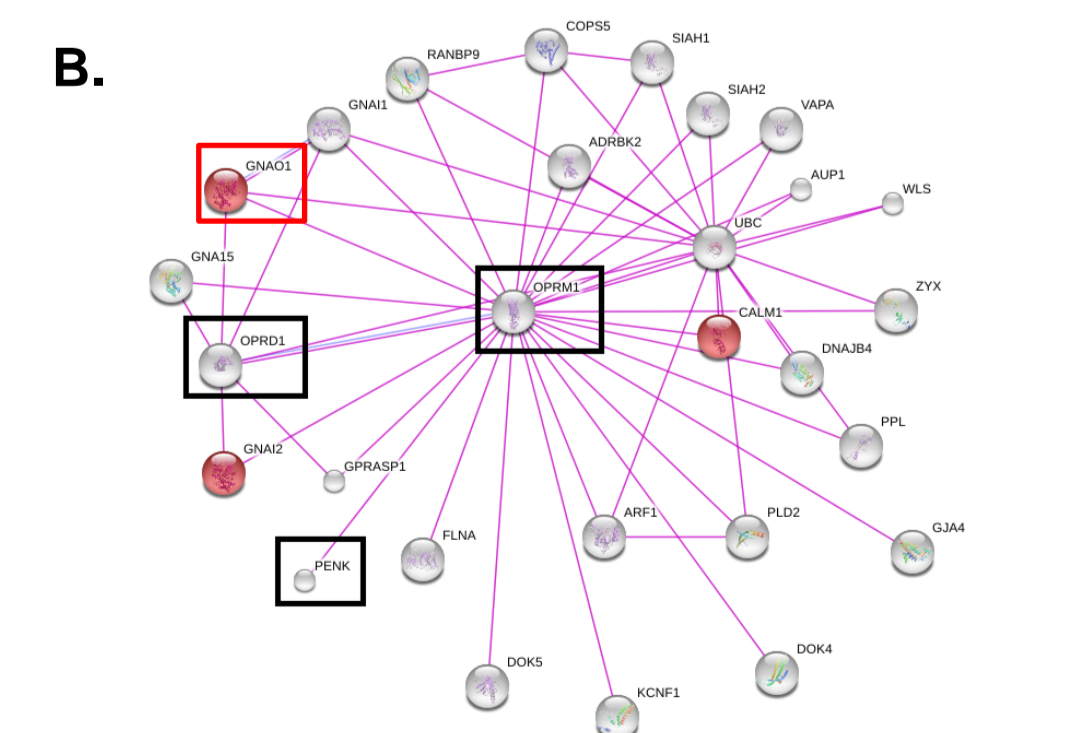 B.
COPS5
SIAH1
RANBP9
SIAH2
GNAI1
VAPA
ADRBK2
GNAO1
AUP1
WLS
UBC
GNA15
OPRM1
ZYX
CALM1
OPRD1
DNAJB4
PPL
GNAI2
GPRASP1
ARF1
PLD2
GJA4
FLNA
PENK
DOK4
DOK5
KCNF1